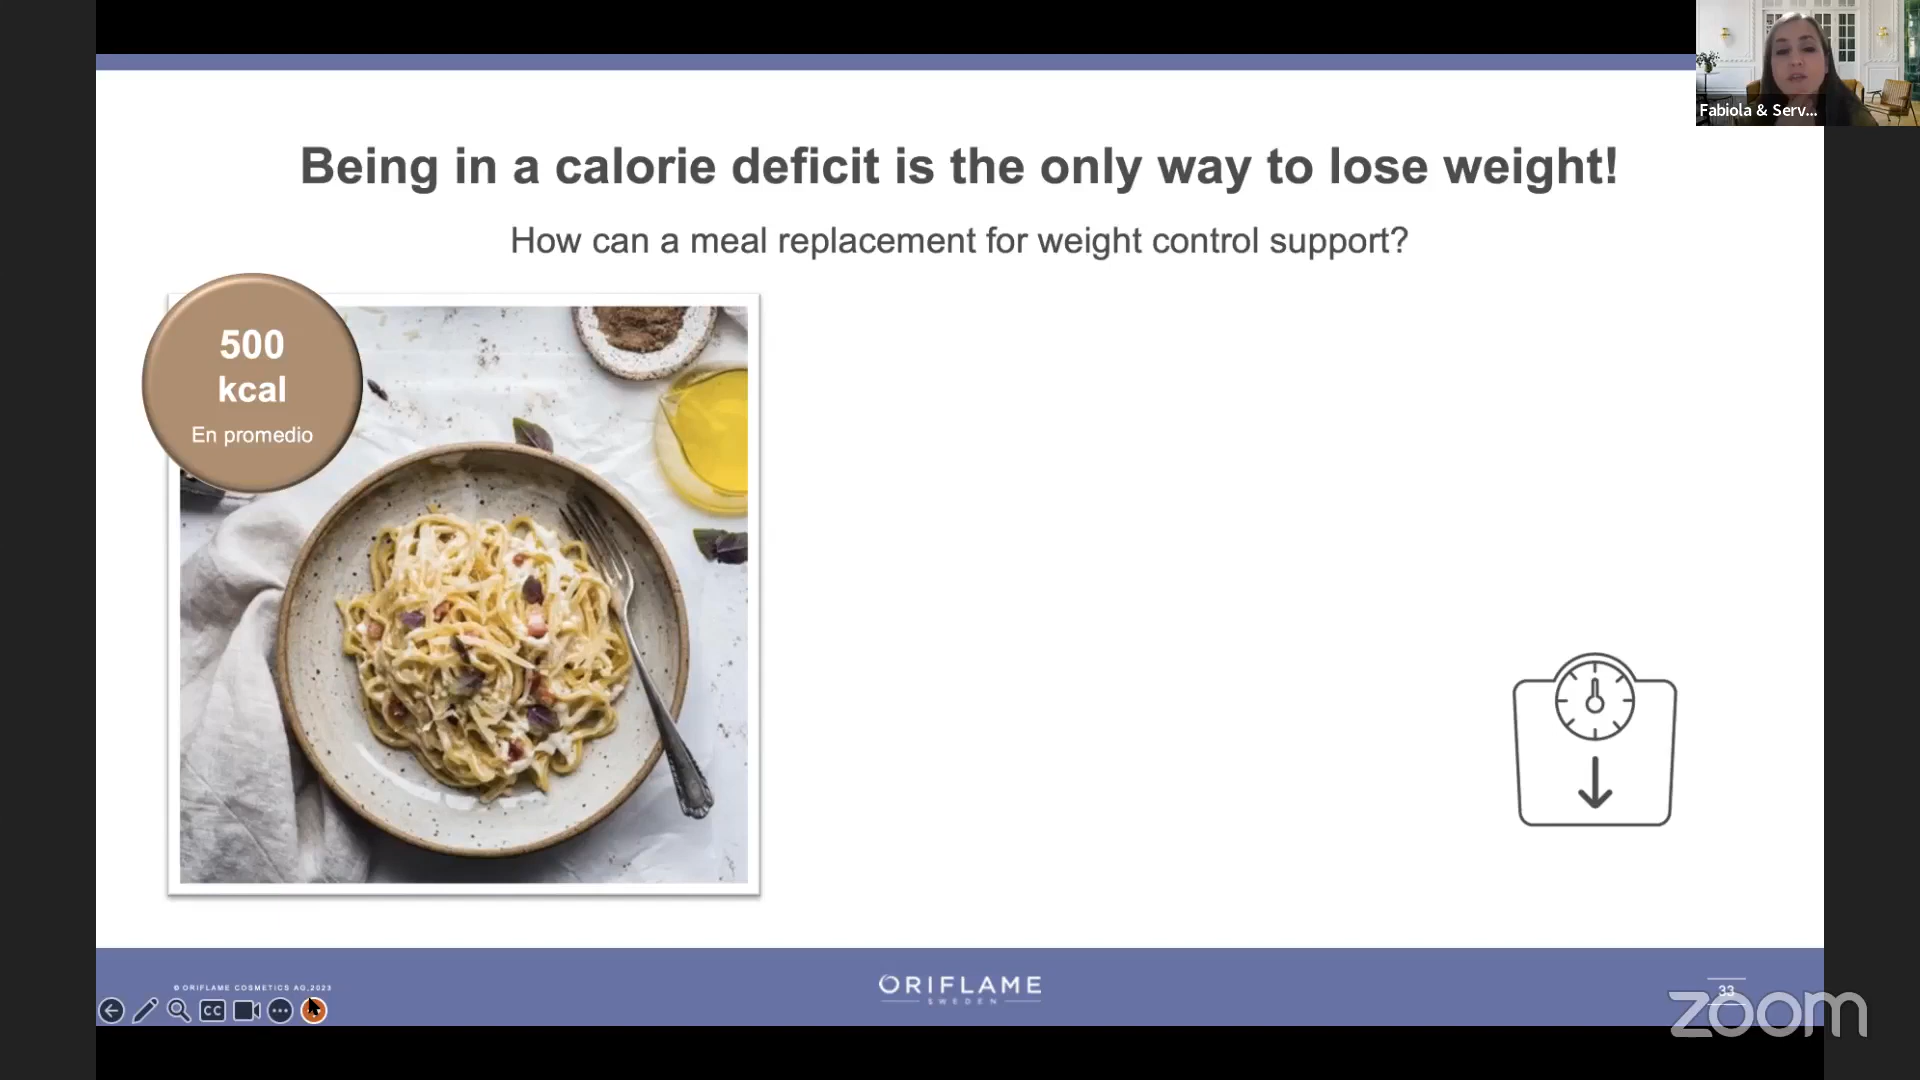 Fabiola & Serv...
Being in a calorie deficit is the only way to lose weight!
How can a meal replacement for weight control support?
500
kcal
En promedio
© ORIFLAME COSMETICS AG,2023
ORIFLAME
SWEDEN
33
CC
zoom